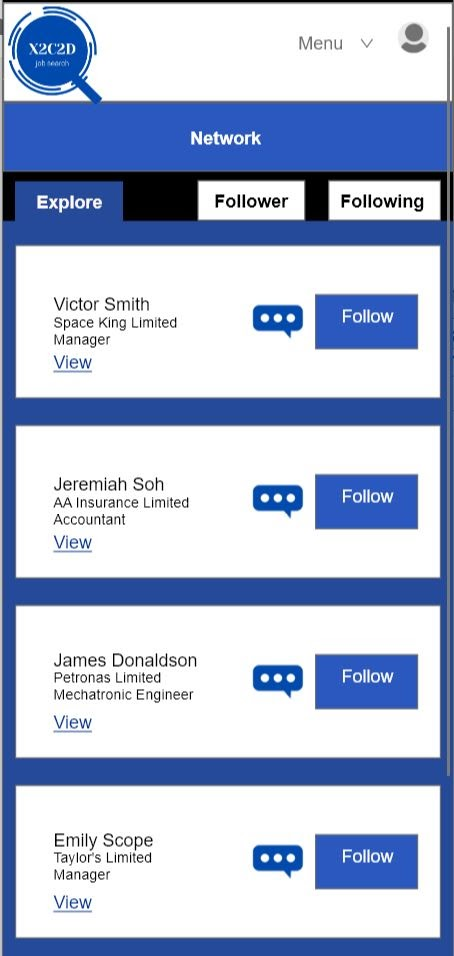 X2C2D
job search
Menu
Network
Explore
Follower
Following
Victor Smith
Space King Limited
Manager
View
Follow
Jeremiah Soh
AA Insurance Limited
Accountant
View
Follow
James Donaldson
Petronas Limited
Mechatronic Engineer
View
Follow
Emily Scope
Taylor's Limited
Manager
View
Follow